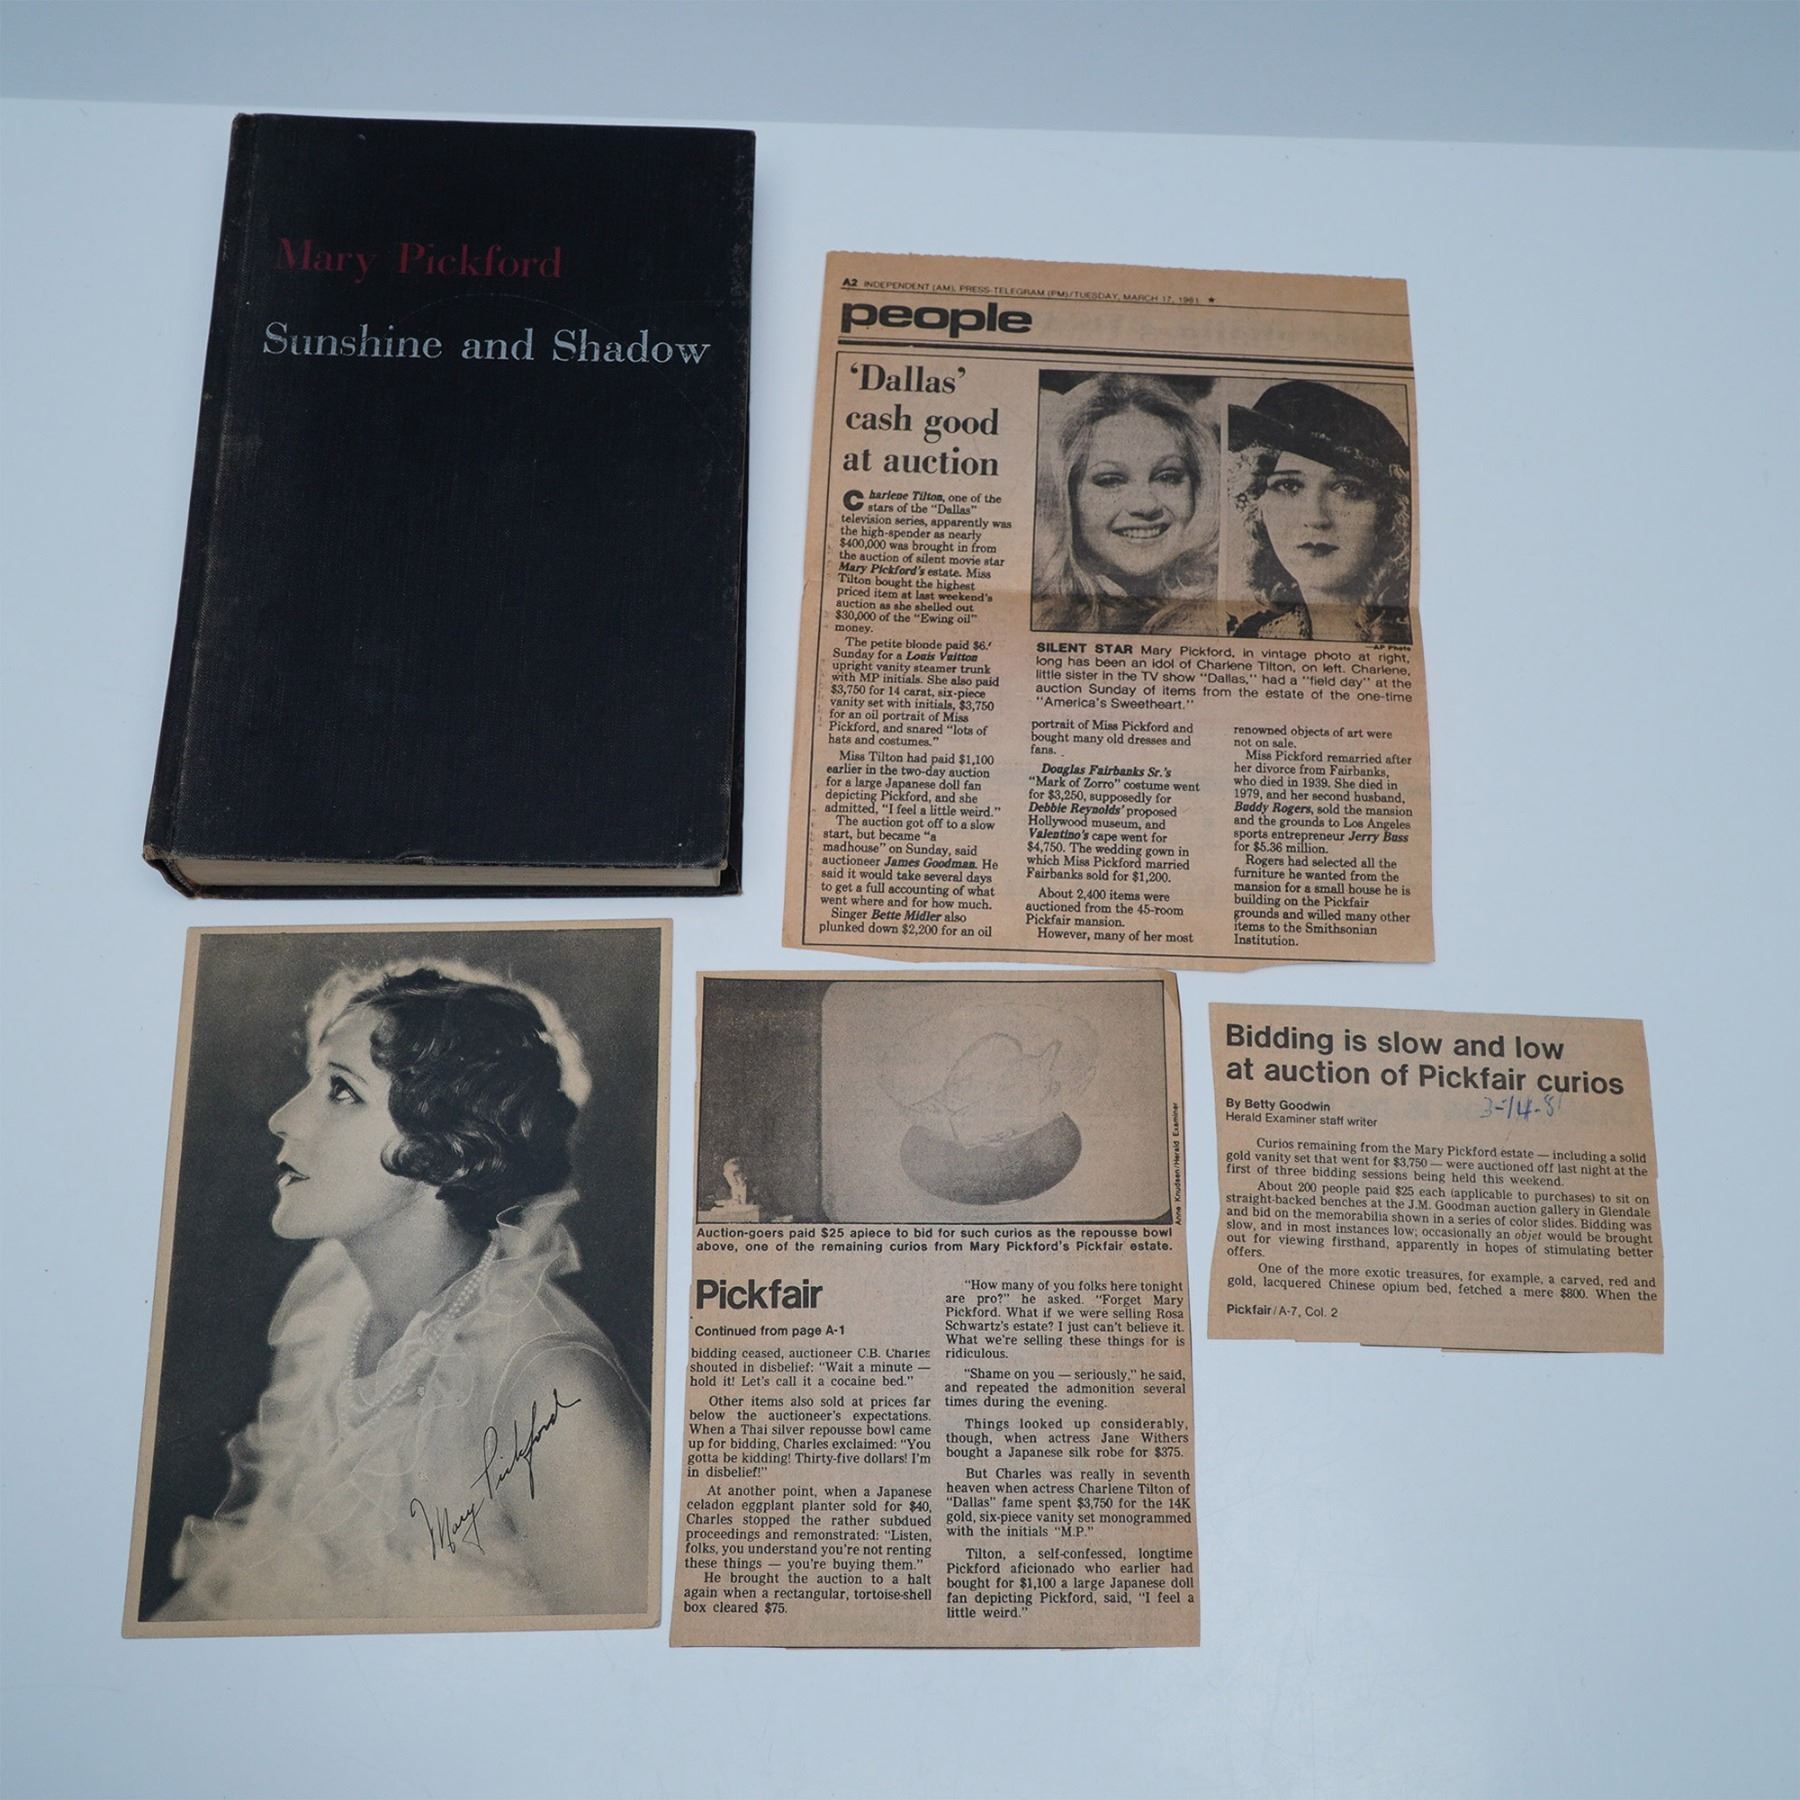 Mary Pickford
Sunshine and Shadow
A2 INDEPENDENT (AM), PRESS-TELEGRAM (PM)/TUESDAY, MARCH 17, 1981 ★
people
'Dallas'
cash good
at auction
Charlene Tilton, one of the
stars of the "Dallas"
television series, apparently was
the high-spender as nearly
$400,000 was brought in from
the auction of silent movie star
Mary Pickford's estate. Miss
Tilton bought the highest
priced item at last weekend's
auction as she shelled out
$30,000 of the "Ewing oil"
money.
The petite blonde paid
Sunday for a Louis Vuitton
upright vanity steamer trunk
with MP initials. She also paid
$3,750 for 14 carat, six-piece
vanity set with initials, $3,750
for an oil portrait of Miss
Pickford, and snared "lots of
hats and costumes."
Miss Tilton had paid $1,100
earlier in the two-day auction
for a large Japanese doll fan
depicting Pickford, and she
admitted, "I feel a little weird."
The auction got off to a slow
start, but became "a
madhouse" on Sunday, said
auctioneer James Goodman. He
said it would take several days
to get a full accounting of what
went where and for how much.
Singer Bette Midler also
plunked down $2,200 for an oil
—AP Photo
SILENT STAR Mary Pickford, in vintage photo at right,
long has been an idol of Charlene Tilton, on left. Charlene,
little sister in the TV show "Dallas," had a "field day" at the
auction Sunday of items from the estate of the one-time
"America's Sweetheart."
portrait of Miss Pickford and
bought many old dresses and
fans.
Douglas Fairbanks Sr.'s
"Mark of Zorro" costume went
for $3,250, supposedly for
Debbie Reynolds' proposed
Hollywood museum, and
Valentino's cape went for
$4,750. The wedding gown in
which Miss Pickford married
Fairbanks sold for $1,200.
About 2,400 items were
auctioned from the 45-room
Pickfair mansion.
However, many of her most
renowned objects of art were
not on sale.
Miss Pickford remarried after
her divorce from Fairbanks,
who died in 1939. She died in
1979, and her second husband,
Buddy Rogers, sold the mansion
and the grounds to Los Angeles
sports entrepreneur Jerry Buss
for $5.36 million.
Rogers had selected all the
furniture he wanted from the
mansion for a small house he is
building on the Pickfair
grounds and willed many other
items to the Smithsonian
Institution.
Mary Pickford
Anne Knudsen/Herald Examiner
Auction-goers paid $25 apiece to bid for such curios as the repousse bowl
above, one of the remaining curios from Mary Pickford's Pickfair estate.
Pickfair
Continued from page A-1
bidding ceased, auctioneer C.B. Charles
shouted in disbelief: "Wait a minute —
hold it! Let's call it a cocaine bed."
Other items also sold at prices far
below the auctioneer's expectations.
When a Thai silver repousse bowl came
up for bidding, Charles exclaimed: "You
gotta be kidding! Thirty-five dollars! I'm
in disbelief!"
At another point, when a Japanese
celadon eggplant planter sold for $40,
Charles stopped the rather subdued
proceedings and remonstrated: "Listen,
folks, you understand you're not renting
these things — you're buying them."
He brought the auction to a halt
again when a rectangular, tortoise-shell
box cleared $75.
"How many of you folks here tonight
are pro?" he asked. "Forget Mary
Pickford. What if we were selling Rosa
Schwartz's estate? I just can't believe it.
What we're selling these things for is
ridiculous.
"Shame on you — seriously," he said,
and repeated the admonition several
times during the evening.
Things looked up considerably,
though, when actress Jane Withers
bought a Japanese silk robe for $375.
But Charles was really in seventh
heaven when actress Charlene Tilton of
"Dallas" fame spent $3,750 for the 14K
gold, six-piece vanity set monogrammed
with the initials "M.P."
Tilton, a self-confessed, longtime
Pickford aficionado who earlier had
bought for $1,100 a large Japanese doll
fan depicting Pickford, said, "I feel a
little weird."
Bidding is slow and low
at auction of Pickfair curios
By Betty Goodwin
Herald Examiner staff writer
3-14-81
Curios remaining from the Mary Pickford estate — including a solid
gold vanity set that went for $3,750 — were auctioned off last night at the
first of three bidding sessions being held this weekend.
About 200 people paid $25 each (applicable to purchases) to sit on
straight-backed benches at the J.M. Goodman auction gallery in Glendale
and bid on the memorabilia shown in a series of color slides. Bidding was
slow, and in most instances low; occasionally an objet would be brought
out for viewing firsthand, apparently in hopes of stimulating better
offers.
One of the more exotic treasures, for example, a carved, red and
gold, lacquered Chinese opium bed, fetched a mere $800. When the
Pickfair/A-7, Col. 2